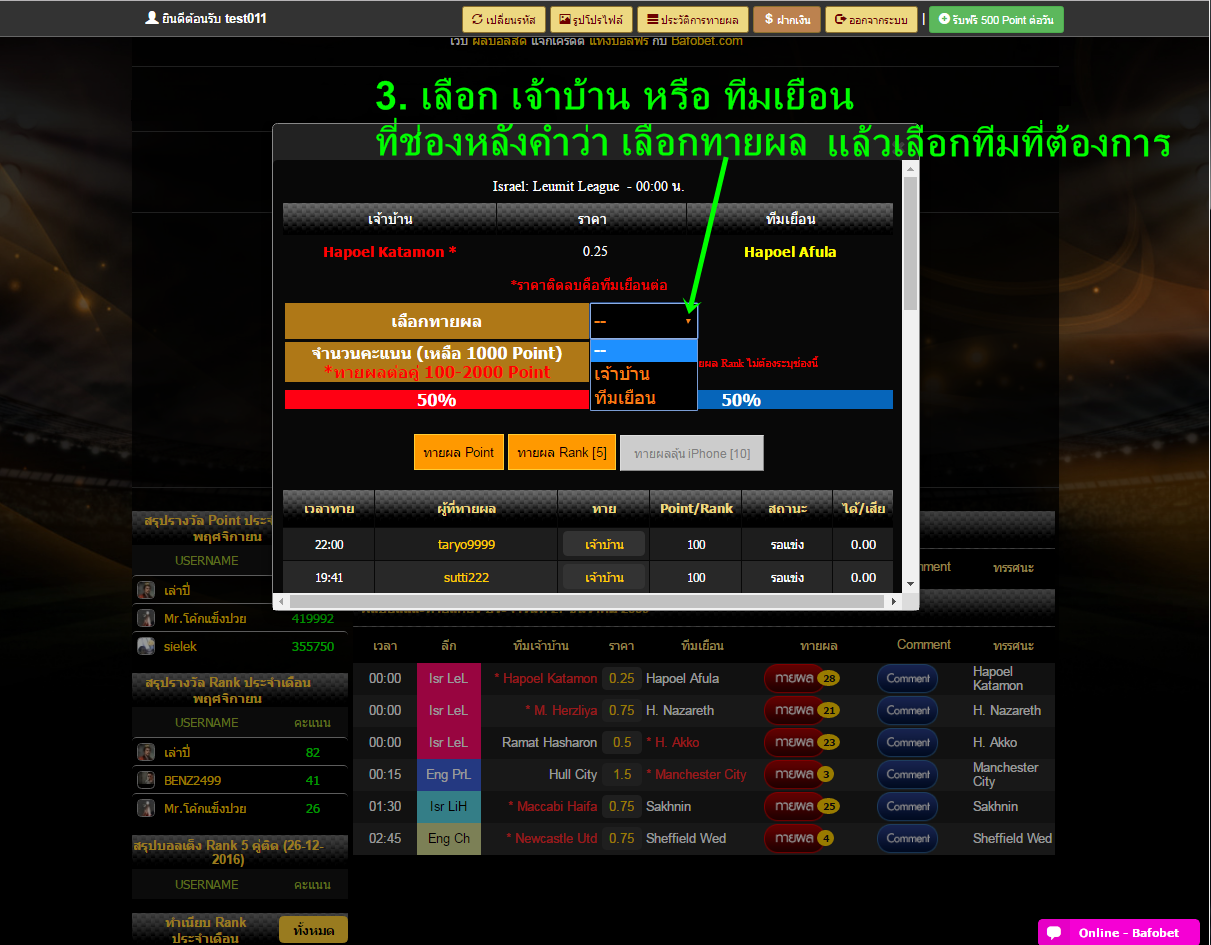 ยินดีต้อนรับ test011
เปลี่ยนรหัส รูปโปรไฟล์ ประวัติการทายผล ฝากเงิน ออกจากระบบ | รับฟรี 500 Point ต่อวัน
เว็บ ผลบอลสด แจกเครดิต แทงบอลฟรี กับ Bafobet.com
3. เลือก เจ้าบ้าน หรือ ทีมเยือน
ที่ช่องหลังคำว่า เลือกทายผล แล้วเลือกทีมที่ต้องการ
Israel: Leumit League - 00:00 น.
เจ้าบ้าน ราคา ทีมเยือน
Hapoel Katamon * 0.25 Hapoel Afula
*ราคาติดลบคือทีมเยือนต่อ
เลือกทายผล --
--
เจ้าบ้าน
ทีมเยือน
จำนวนคะแนน (เหลือ 1000 Point)
*ทายผลต่อคู่ 100-2000 Point
ยผล Rank ไม่ต้องระบุช่องนี้
50% 50%
ทายผล Point ทายผล Rank [5] ทายผลลุ้น iPhone [10]
เวลาทาย ผู้ที่ทายผล ทาย Point/Rank สถานะ ได้/เสีย
22:00 taryo9999 เจ้าบ้าน 100 รอแข่ง 0.00
19:41 sutti222 เจ้าบ้าน 100 รอแข่ง 0.00
สรุปรางวัล Point ประจำ
พฤศจิกายน
USERNAME
เล่าปี่
Mr.โค้กแข็งปวย 419992
sielek 355750
สรุปรางวัล Rank ประจำเดือน
พฤศจิกายน
USERNAME คะแนน
เล่าปี่ 82
BENZ2499 41
Mr.โค้กแข็งปวย 26
สรุปบอลเต็ง Rank 5 คู่ติด (26-12-
2016)
USERNAME คะแนน
ทำเนียบ Rank
ประจำเดือน
ทั้งหมด
mment ทรรศนะ
เวลา ลีก ทีมเจ้าบ้าน ราคา ทีมเยือน ทายผล Comment ทรรศนะ
00:00 Isr LeL * Hapoel Katamon 0.25 Hapoel Afula ทายผล 28 Comment Hapoel
Katamon
00:00 Isr LeL * M. Herzliya 0.75 H. Nazareth ทายผล 21 Comment H. Nazareth
00:00 Isr LeL Ramat Hasharon 0.5 * H. Akko ทายผล 23 Comment H. Akko
00:15 Eng PrL Hull City 1.5 * Manchester City ทายผล 3 Comment Manchester
City
01:30 Isr LiH * Maccabi Haifa 0.75 Sakhnin ทายผล 25 Comment Sakhnin
02:45 Eng Ch * Newcastle Utd 0.75 Sheffield Wed ทายผล 4 Comment Sheffield Wed
Online - Bafobet